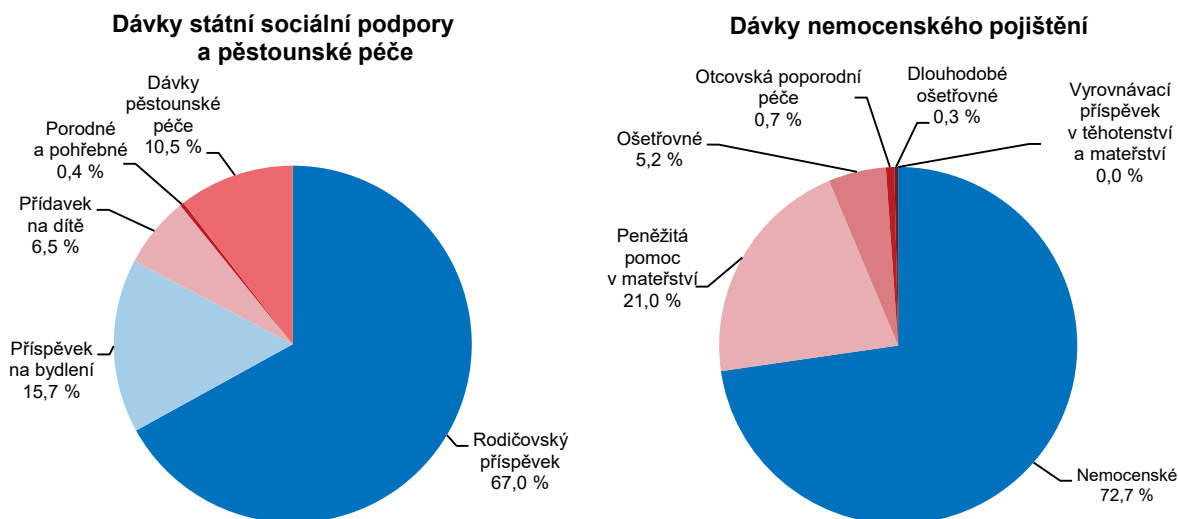 Dávky státní sociální podpory
a pěstounské péče
Dávky
pěstounské
péče
10,5 %
Porodné
a pohřebné
0,4 %
Přídavek
na dítě
6,5 %
Příspěvek
na bydlení
15,7 %
Rodičovský
příspěvek
67,0 %
Dávky nemocenského pojištění
Otcovská poporodní
péče
0,7 %
Dlouhodobé
ošetřovné
0,3 %
Vyrovnávací
příspěvek
v těhotenství
a mateřství
0,0 %
Ošetřovné
5,2 %
Peněžitá
pomoc
v mateřství
21,0 %
Nemocenské
72,7 %